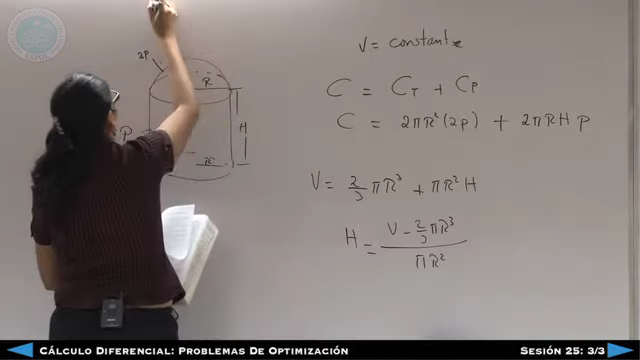 V = constante
2P
R
C = C_T + C_P
H
C = 2πR²(2p) + 2πRH p
P
R
V = 2/3 πR³ + πR²H
H = (V - 2/3 πR³) / πR²
CÁLCULO DIFERENCIAL: PROBLEMAS DE OPTIMIZACIÓN
SESIÓN 25: 3/3